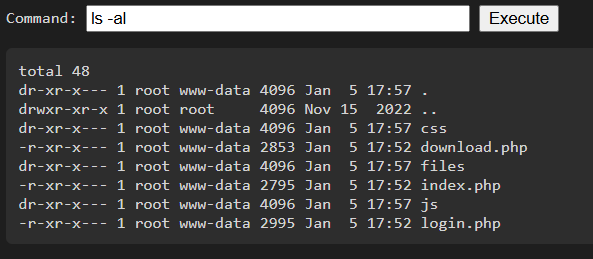 Command: ls -al Execute
total 48
dr-xr-x--- 1 root www-data 4096 Jan  5 17:57 .
drwxr-xr-x 1 root root     4096 Nov 15  2022 ..
dr-xr-x--- 1 root www-data 4096 Jan  5 17:57 css
-r-xr-x--- 1 root www-data 2853 Jan  5 17:52 download.php
dr-xr-x--- 1 root www-data 4096 Jan  5 17:57 files
-r-xr-x--- 1 root www-data 2795 Jan  5 17:52 index.php
dr-xr-x--- 1 root www-data 4096 Jan  5 17:57 js
-r-xr-x--- 1 root www-data 2995 Jan  5 17:52 login.php